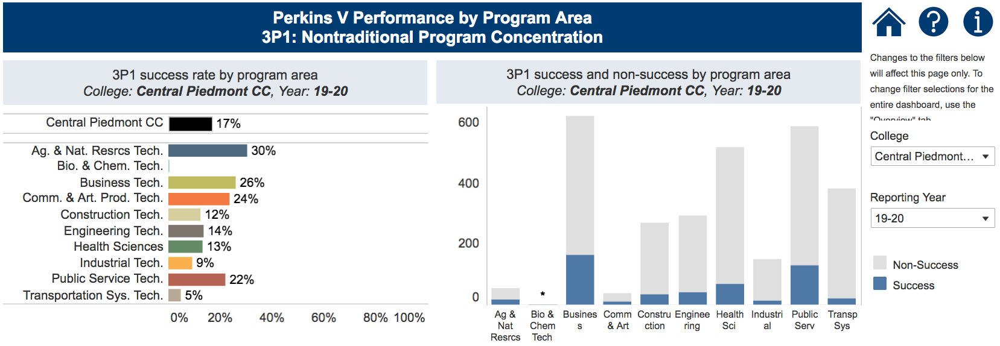 Perkins V Performance by Program Area
3P1: Nontraditional Program Concentration
3P1 success rate by program area
College: Central Piedmont CC, Year: 19-20
Central Piedmont CC 17%
Ag. & Nat. Resrcs Tech. 30%
Bio. & Chem. Tech.
Business Tech. 26%
Comm. & Art. Prod. Tech. 24%
Construction Tech. 12%
Engineering Tech. 14%
Health Sciences 13%
Industrial Tech. 9%
Public Service Tech. 22%
Transportation Sys. Tech. 5%
0% 20% 40% 60% 80% 100%
3P1 success and non-success by program area
College: Central Piedmont CC, Year: 19-20
600
400
200
0
*
Ag & Bio & Busines Comm Constru Enginee Health Industri Public Transp
Nat Chem s & Art ction ring Sci al Serv Sys
Resrcs Tech
? i
Changes to the filters below
will affect this page only. To
change filter selections for the
entire dashboard, use the
"Overview" tab
College
Central Piedmont...
Reporting Year
19-20
Non-Success
Success